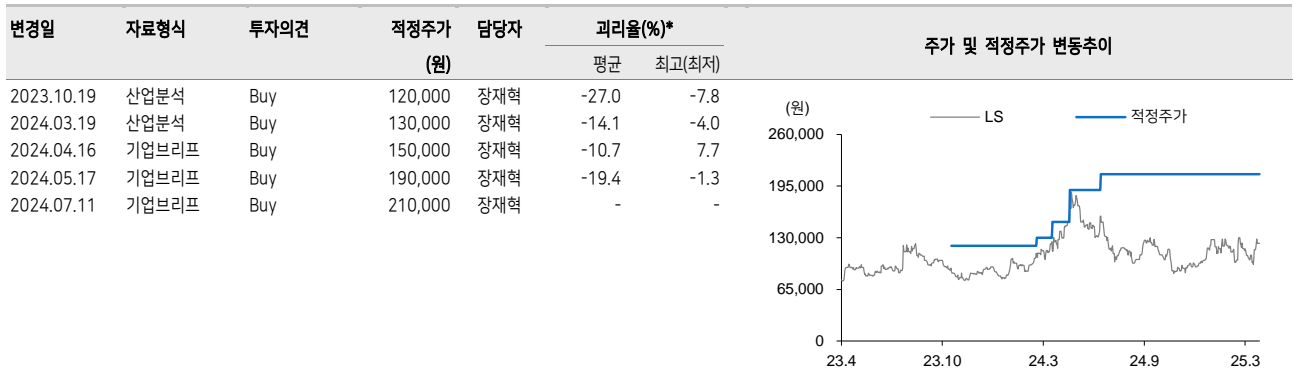 변경일 자료형식 투자의견 적정주가 담당자 괴리율(%)* 주가 및 적정주가 변동추이
(원) 평균 최고(최저)
2023.10.19 산업분석 Buy 120,000 장재혁 -27.0 -7.8
2024.03.19 산업분석 Buy 130,000 장재혁 -14.1 -4.0
2024.04.16 기업브리프 Buy 150,000 장재혁 -10.7 7.7
2024.05.17 기업브리프 Buy 190,000 장재혁 -19.4 -1.3
2024.07.11 기업브리프 Buy 210,000 장재혁 - -
(원) LS 적정주가
260,000
195,000
130,000
65,000
0
23.4 23.10 24.3 24.9 25.3